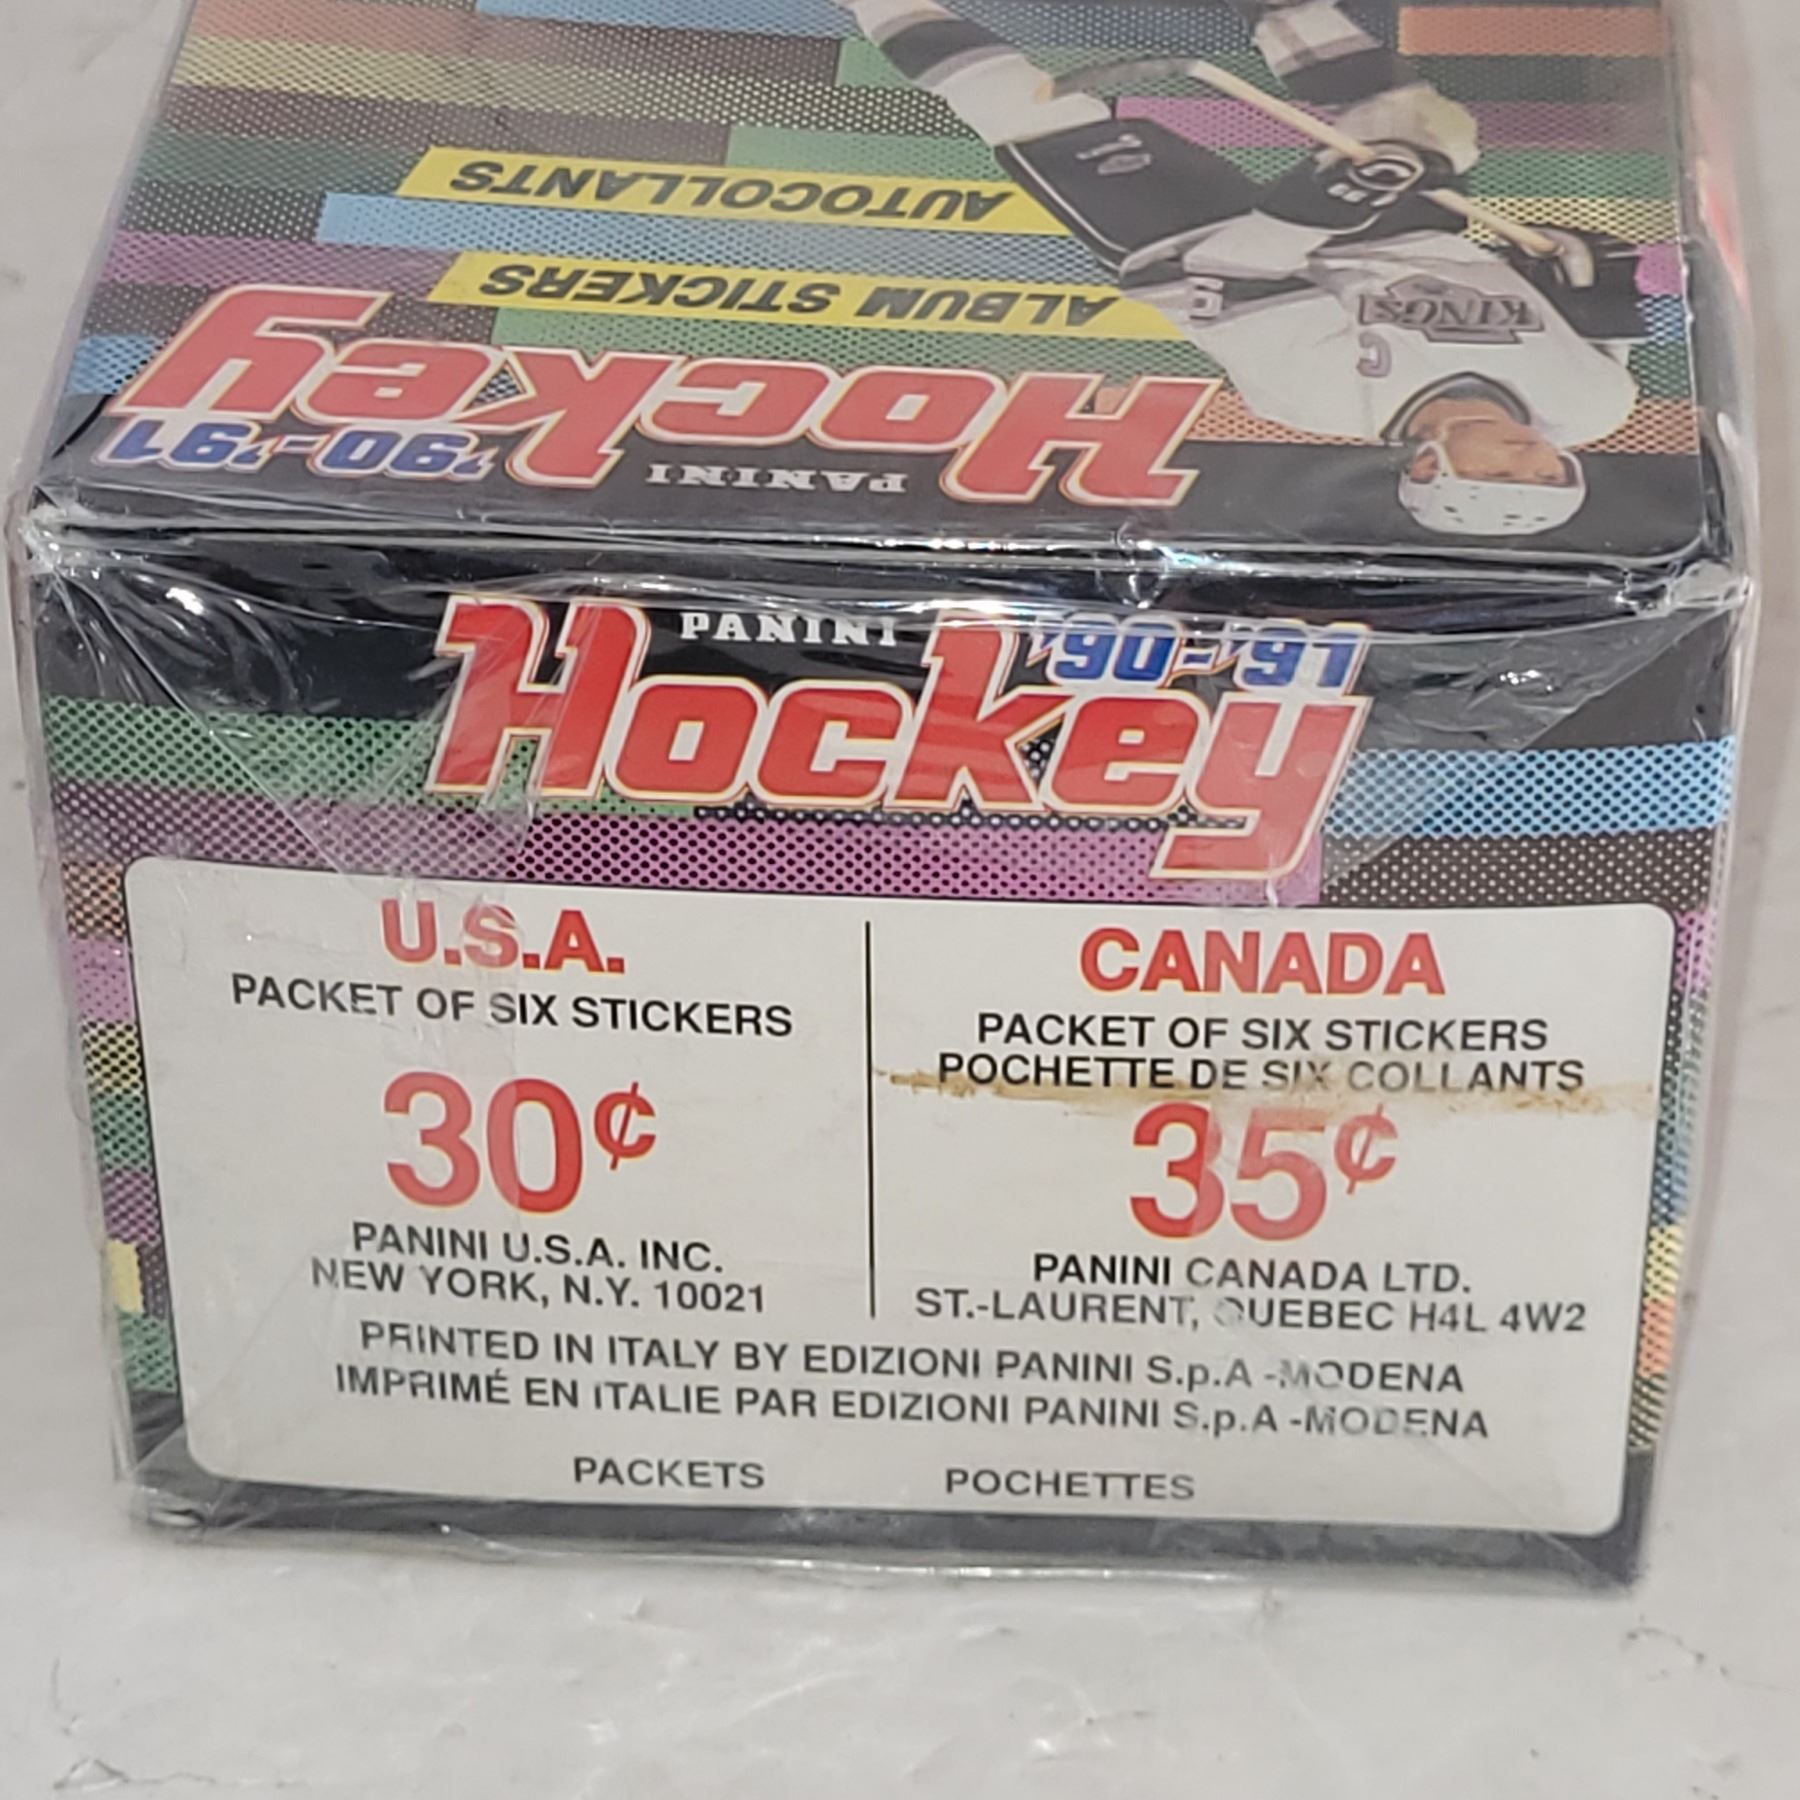 AUTOCOLLANTS
ALBUM STICKERS
KINGS
C
PANINI
Hockey
'90-'91
PANINI
Hockey
'90-'91
U.S.A.
PACKET OF SIX STICKERS
30¢
PANINI U.S.A. INC.
NEW YORK, N.Y. 10021
CANADA
PACKET OF SIX STICKERS
POCHETTE DE SIX COLLANTS
35¢
PANINI CANADA LTD.
ST.-LAURENT, QUEBEC H4L 4W2
PRINTED IN ITALY BY EDIZIONI PANINI S.p.A -MODENA
IMPRIMÉ EN ITALIE PAR EDIZIONI PANINI S.p.A -MODENA
PACKETS POCHETTES